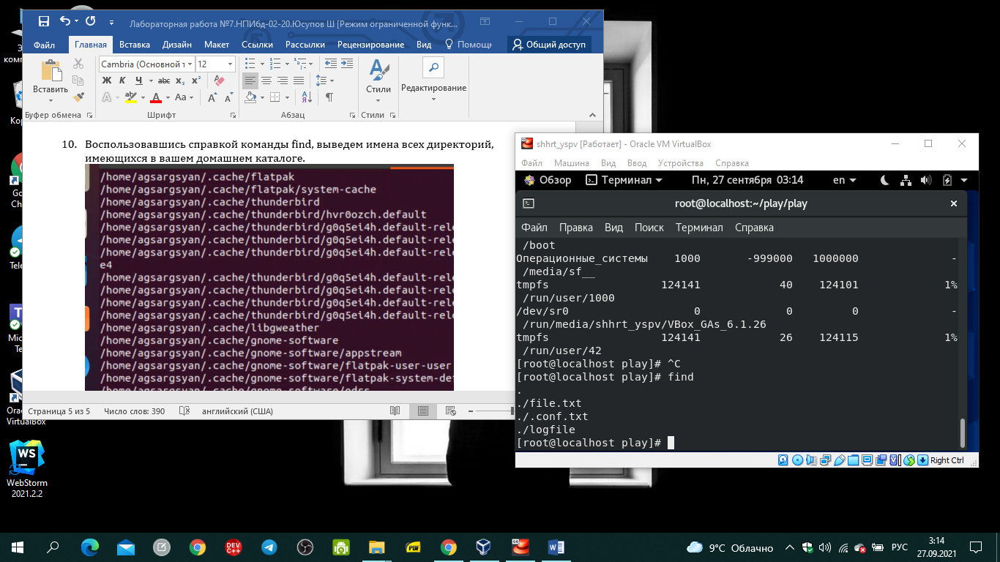 Лабораторная работа №7.НПИбд-02-20.Юсупов Ш [Режим ограниченной функ...
Файл Главная Вставка Дизайн Макет Ссылки Рассылки Рецензирование Вид Помощь Общий доступ
Cambria (Основной т 12
Вставить
Ж К Ч abc x₂ x²
Стили
Редактирование
Буфер обмена Шрифт Абзац Стили
10. Воспользовавшись справкой команды find, выведем имена всех директорий,
имеющихся в вашем домашнем каталоге.
/home/agsargsyan/.cache/flatpak
/home/agsargsyan/.cache/flatpak/system-cache
/home/agsargsyan/.cache/thunderbird
/home/agsargsyan/.cache/thunderbird/hvr0ozch.default
/home/agsargsyan/.cache/thunderbird/g0q5ei4h.default-rele
/home/agsargsyan/.cache/thunderbird/g0q5ei4h.default-rele
/home/agsargsyan/.cache/thunderbird/g0q5ei4h.default-rele
e4
/home/agsargsyan/.cache/thunderbird/g0q5ei4h.default-rele
/home/agsargsyan/.cache/thunderbird/g0q5ei4h.default-rele
/home/agsargsyan/.cache/thunderbird/g0q5ei4h.default-rele
/home/agsargsyan/.cache/thunderbird/g0q5ei4h.default-rele
/home/agsargsyan/.cache/libgweather
/home/agsargsyan/.cache/gnome-software
/home/agsargsyan/.cache/gnome-software/appstream
/home/agsargsyan/.cache/gnome-software/flatpak-user-user
/home/agsargsyan/.cache/gnome-software/flatpak-system-de
/home/agsargsyan/.cache/gnome-software/odrs
Страница 5 из 5 Число слов: 390 английский (США)
shhrt_yspv [Работает] - Oracle VM VirtualBox
Файл Машина Вид Ввод Устройства Справка
Обзор Терминал Пн, 27 сентября 03:14 en
root@localhost:~/play/play
Файл Правка Вид Поиск Терминал Справка
/boot
Операционные_системы 1000 -999000 1000000 -
/media/sf__
tmpfs 124141 40 124101 1%
/run/user/1000
/dev/sr0 0 0 0 -
/run/media/shhrt_yspv/VBox_GAs_6.1.26
tmpfs 124141 26 124115 1%
/run/user/42
[root@localhost play]# ^C
[root@localhost play]# find
.
./file.txt
./.conf.txt
./logfile
[root@localhost play]#
Right Ctrl
VirtualBox
WS
WebStorm
2021.2.2
DEV C++
PDF
64
9°C Облачно
РУС
3:14
27.09.2021